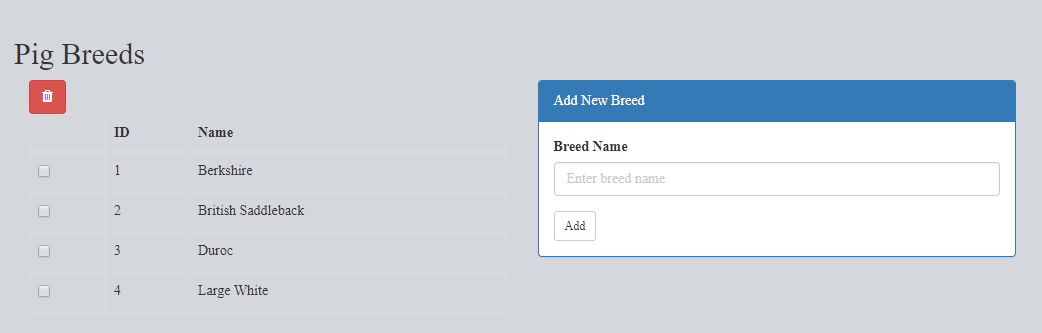 Pig Breeds
ID Name
1 Berkshire
2 British Saddleback
3 Duroc
4 Large White
Add New Breed
Breed Name
Enter breed name
Add